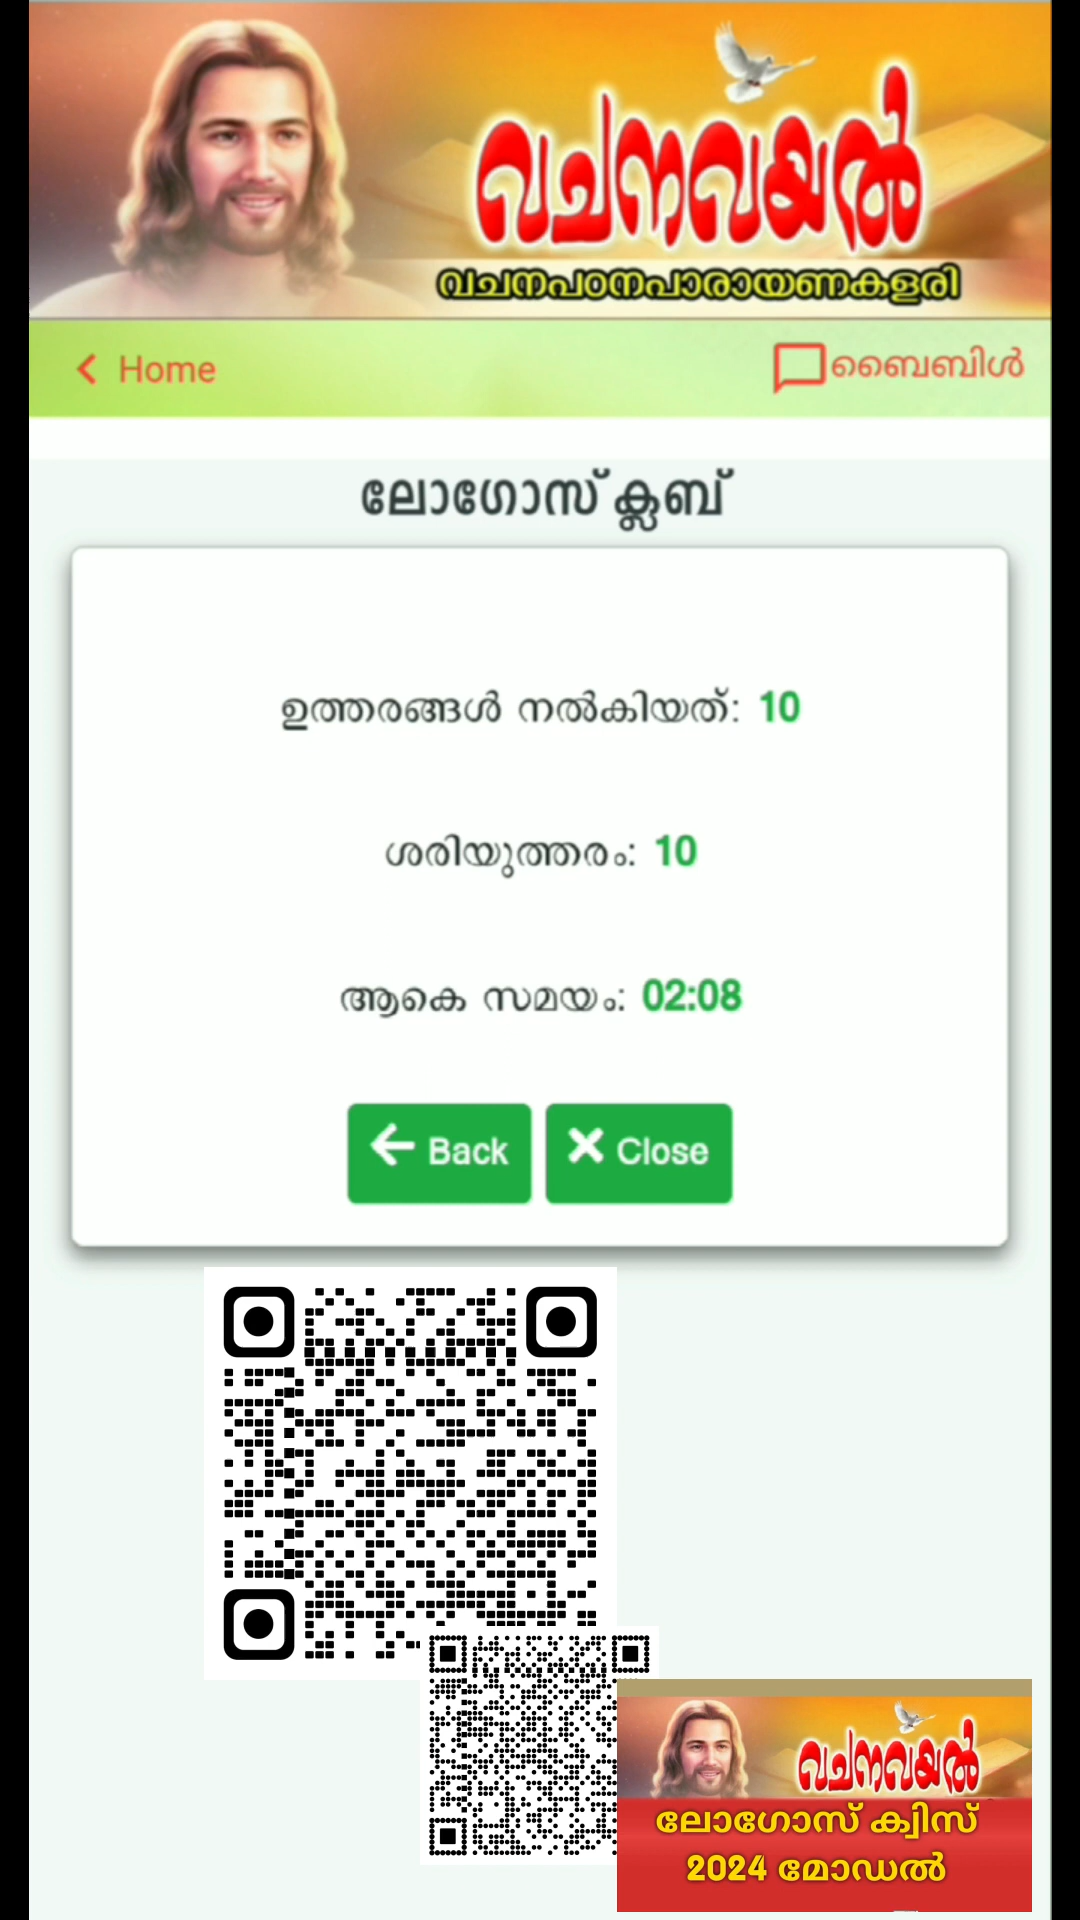 വചനവയൽ
വചനപഠനപാരായണകളരി
Home
ബൈബിൾ
ലോഗോസ് ക്ലബ്
ഉത്തരങ്ങൾ നൽകിയത്: 10
ശരിയുത്തരം: 10
ആകെ സമയം: 02:08
Back
Close
വചനവയൽ
ലോഗോസ് ക്വിസ്
2024 മോഡൽ